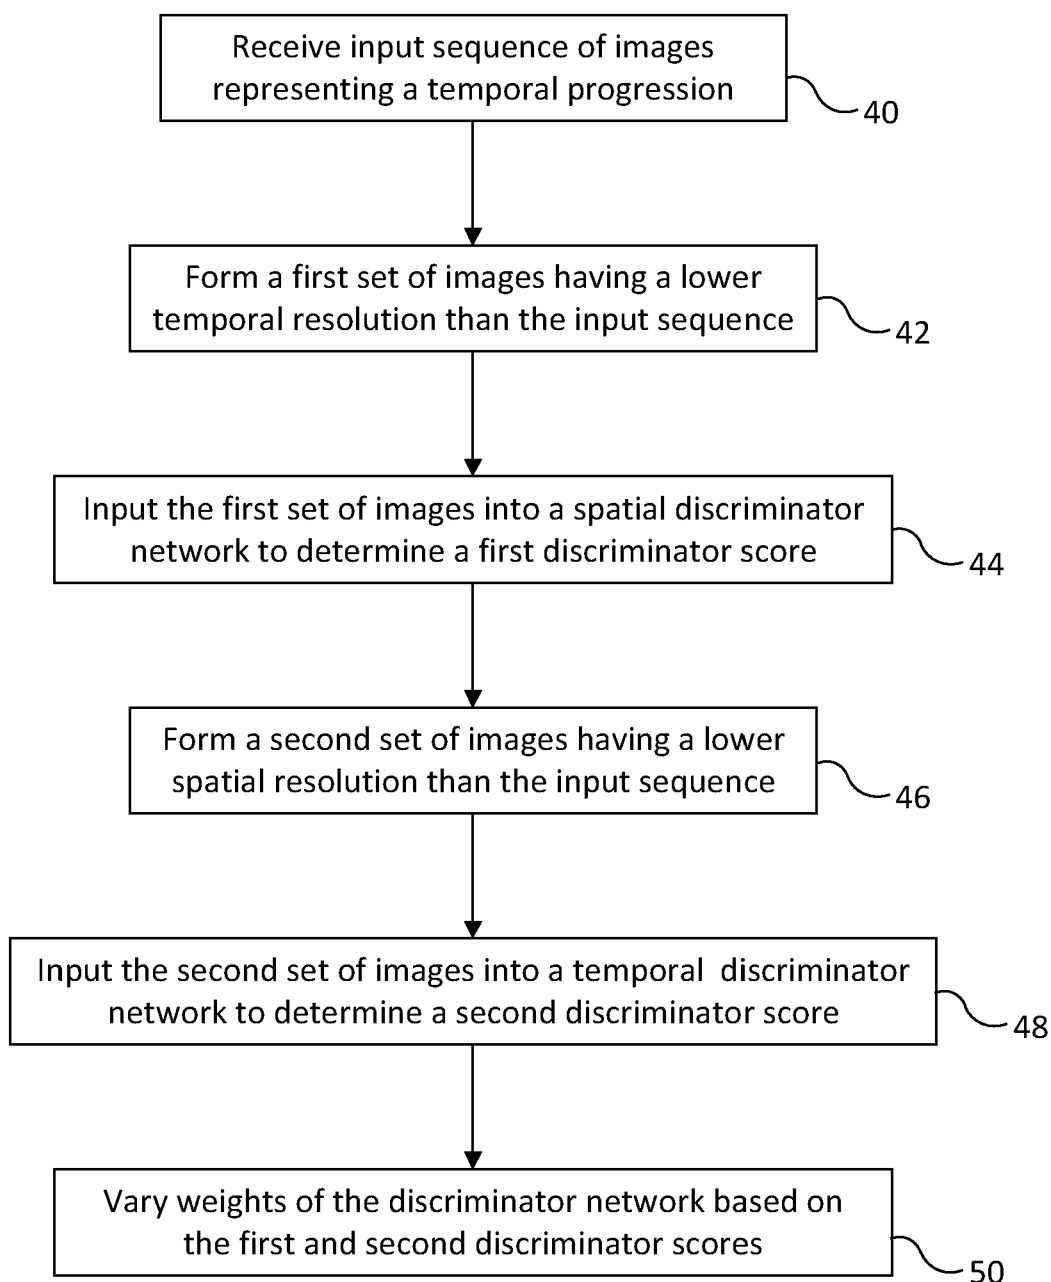 Receive input sequence of images
representing a temporal progression
40
Form a first set of images having a lower
temporal resolution than the input sequence
42
Input the first set of images into a spatial discriminator
network to determine a first discriminator score
44
Form a second set of images having a lower
spatial resolution than the input sequence
46
Input the second set of images into a temporal  discriminator
network to determine a second discriminator score
48
Vary weights of the discriminator network based on
the first and second discriminator scores
50